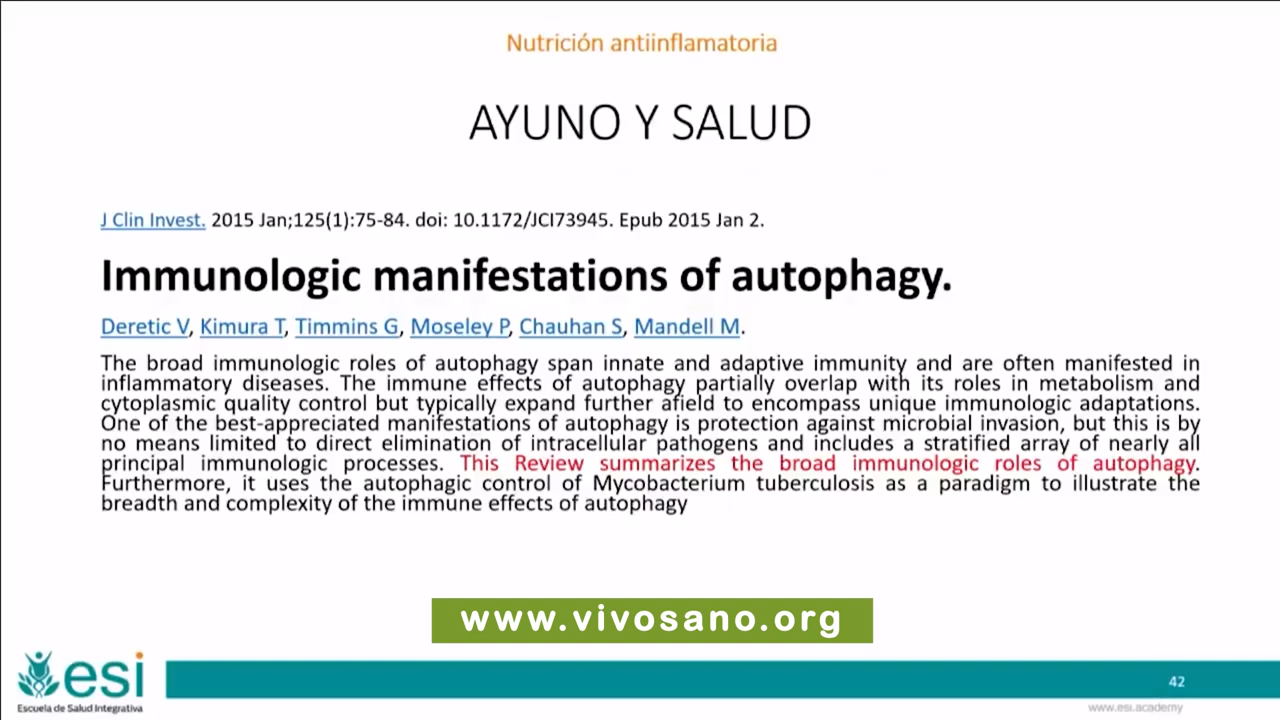 Nutrición antiinflamatoria
AYUNO Y SALUD
J Clin Invest. 2015 Jan;125(1):75-84. doi: 10.1172/JCI73945. Epub 2015 Jan 2.
Immunologic manifestations of autophagy.
Deretic V, Kimura T, Timmins G, Moseley P, Chauhan S, Mandell M.
The broad immunologic roles of autophagy span innate and adaptive immunity and are often manifested in
inflammatory diseases. The immune effects of autophagy partially overlap with its roles in metabolism and
cytoplasmic quality control but typically expand further afield to encompass unique immunologic adaptations.
One of the best-appreciated manifestations of autophagy is protection against microbial invasion, but this is by
no means limited to direct elimination of intracellular pathogens and includes a stratified array of nearly all
principal immunologic processes. This Review summarizes the broad immunologic roles of autophagy.
Furthermore, it uses the autophagic control of Mycobacterium tuberculosis as a paradigm to illustrate the
breadth and complexity of the immune effects of autophagy
www.vivosano.org
esi
Escuela de Salud Integrativa
42
www.esi.academy